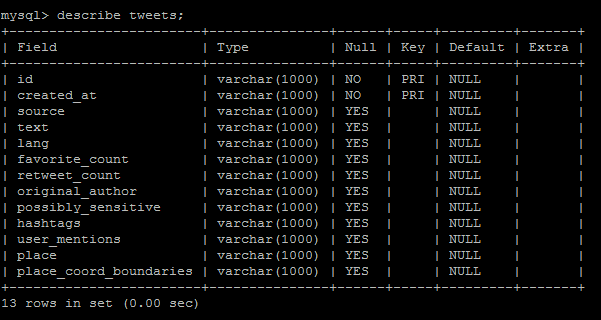 mysql> describe tweets;
+-----------------------+---------------+------+-----+---------+-------+
| Field                 | Type          | Null | Key | Default | Extra |
+-----------------------+---------------+------+-----+---------+-------+
| id                    | varchar(1000) | NO   | PRI | NULL    |       |
| created_at            | varchar(1000) | NO   | PRI | NULL    |       |
| source                | varchar(1000) | YES  |     | NULL    |       |
| text                  | varchar(1000) | YES  |     | NULL    |       |
| lang                  | varchar(1000) | YES  |     | NULL    |       |
| favorite_count        | varchar(1000) | YES  |     | NULL    |       |
| retweet_count         | varchar(1000) | YES  |     | NULL    |       |
| original_author       | varchar(1000) | YES  |     | NULL    |       |
| possibly_sensitive    | varchar(1000) | YES  |     | NULL    |       |
| hashtags              | varchar(1000) | YES  |     | NULL    |       |
| user_mentions         | varchar(1000) | YES  |     | NULL    |       |
| place                 | varchar(1000) | YES  |     | NULL    |       |
| place_coord_boundaries | varchar(1000) | YES  |     | NULL    |       |
+-----------------------+---------------+------+-----+---------+-------+
13 rows in set (0.00 sec)